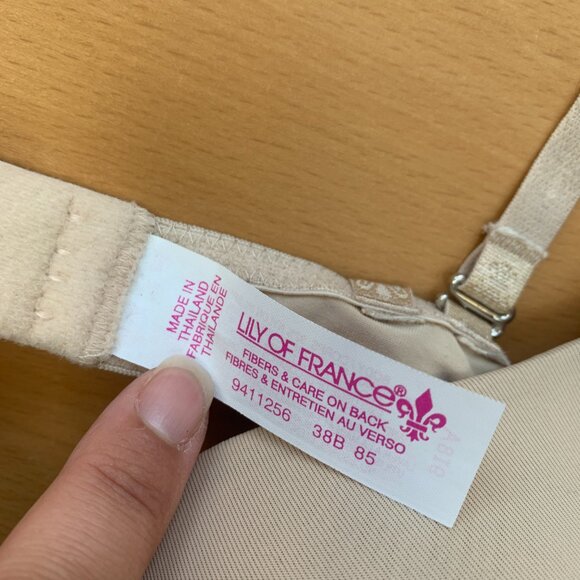 MADE IN
THAILAND
FABRIQUE EN
THAÏLANDE
LILY OF FRANCE®
FIBERS & CARE ON BACK
FIBRES & ENTRETIEN AU VERSO
9411256 38B 85